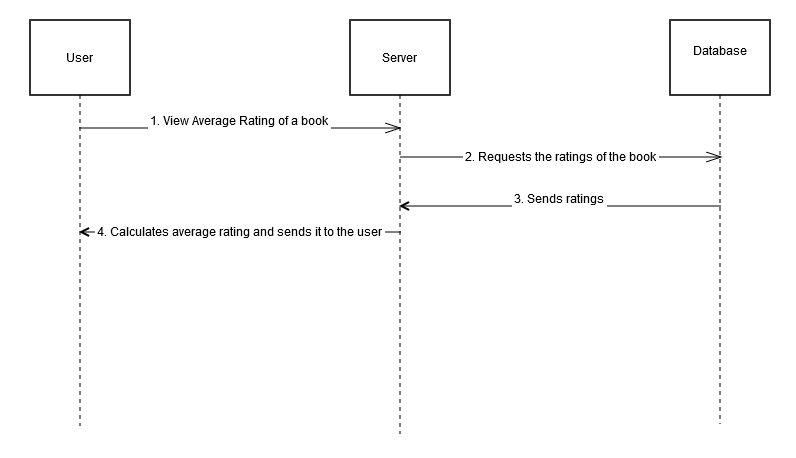 User
Server
Database
1. View Average Rating of a book
2. Requests the ratings of the book
3. Sends ratings
4. Calculates average rating and sends it to the user